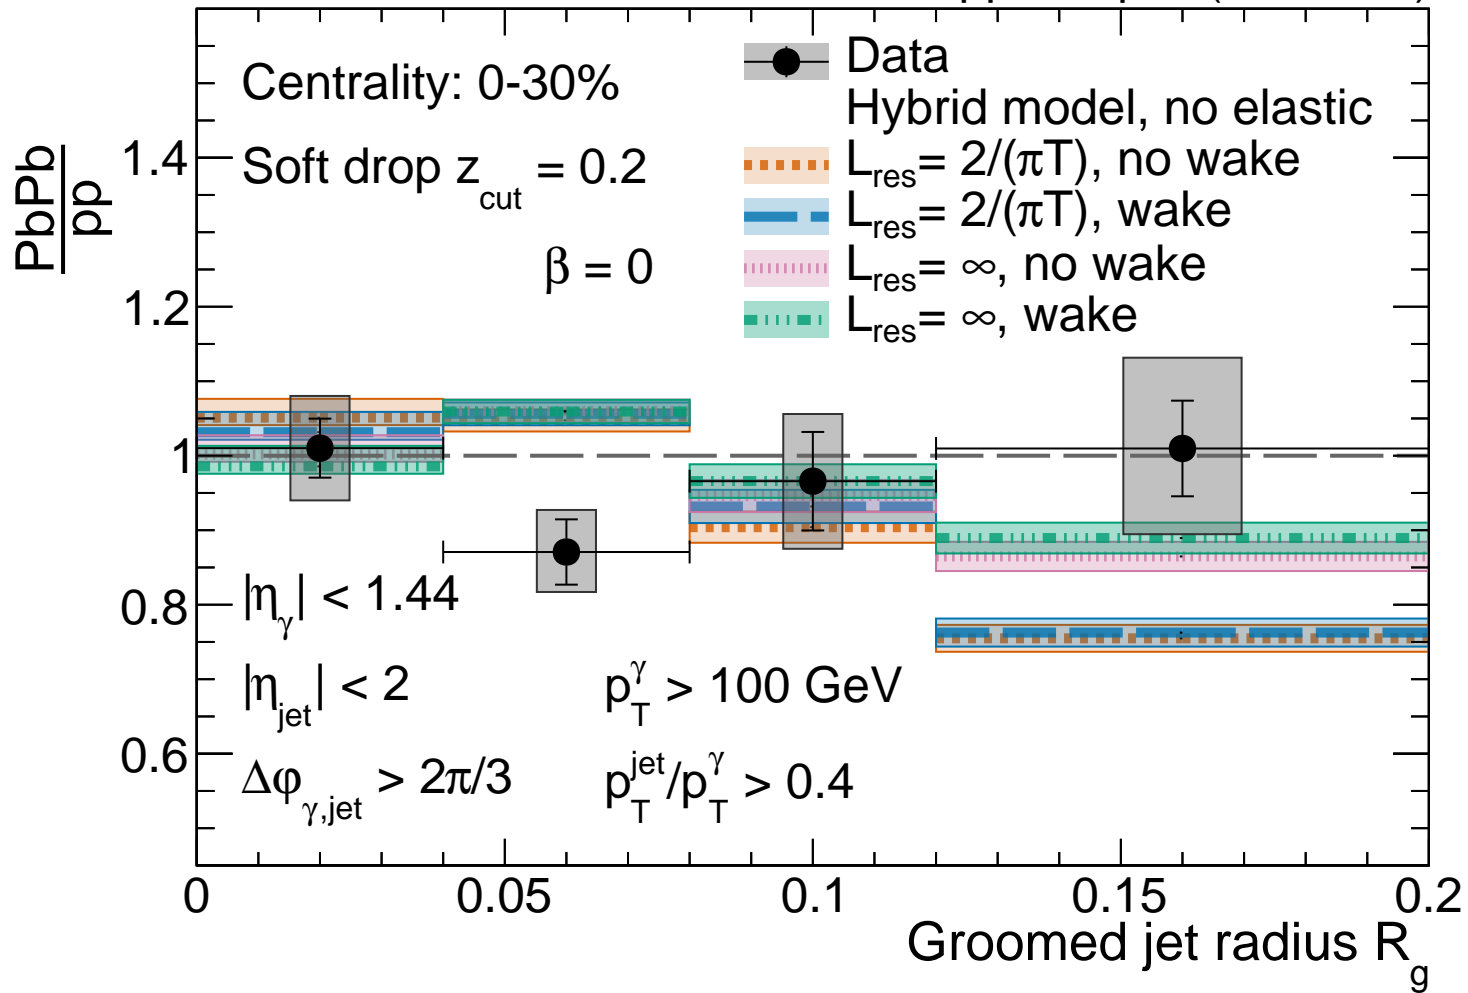 Centrality: 0-30%
Soft drop z_cut = 0.2
β = 0
Data
Hybrid model, no elastic
L_res= 2/(πT), no wake
L_res= 2/(πT), wake
L_res= ∞, no wake
L_res= ∞, wake
PbPb
pp
1.4
1.2
1
0.8
0.6
|η_γ| < 1.44
|η_jet| < 2
Δφ_γ,jet > 2π/3
p_T^γ > 100 GeV
p_T^jet/p_T^γ > 0.4
0 0.05 0.1 0.15 0.2
Groomed jet radius R_g